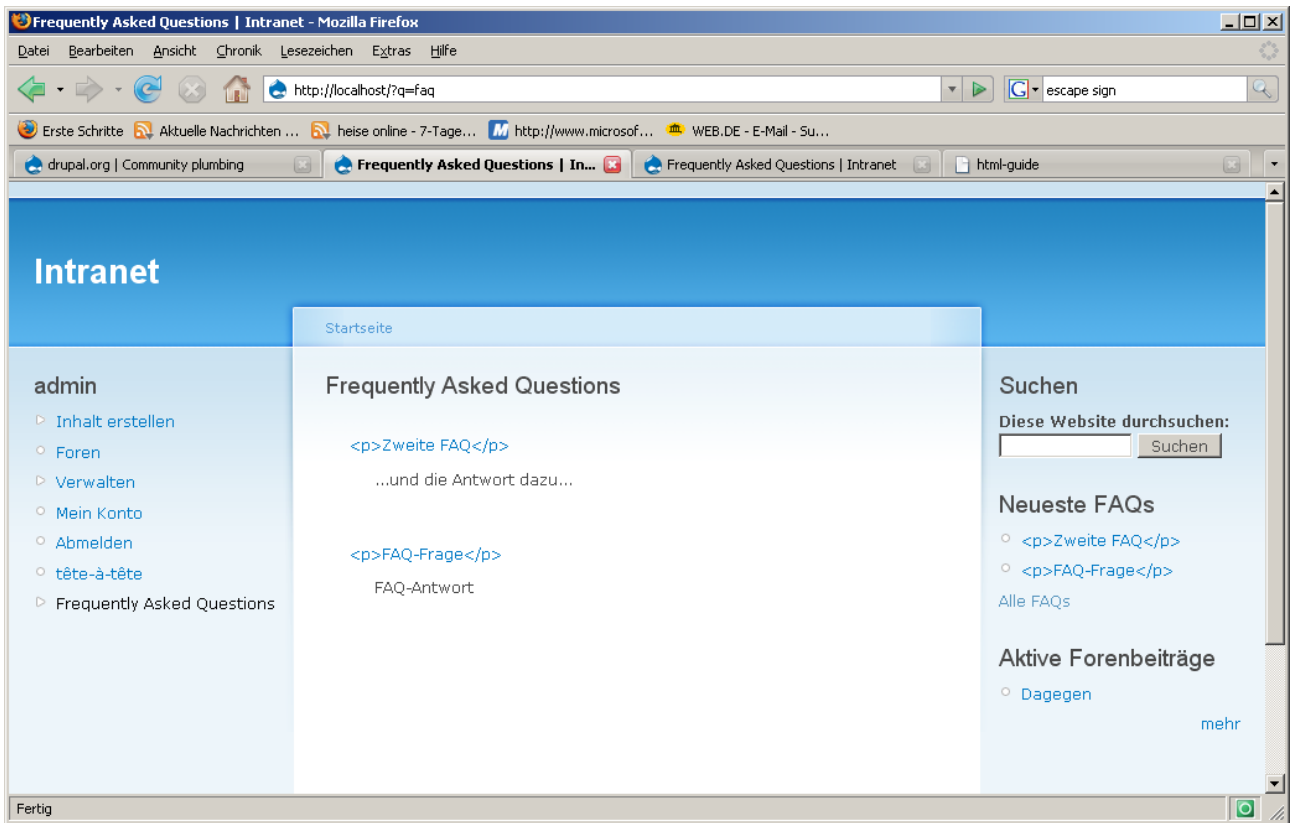 Frequently Asked Questions | Intranet - Mozilla Firefox
Datei Bearbeiten Ansicht Chronik Lesezeichen Extras Hilfe
http://localhost/?q=faq
G escape sign
Erste Schritte Aktuelle Nachrichten ... heise online - 7-Tage... http://www.microsof... WEB.DE - E-Mail - Su...
drupal.org | Community plumbing Frequently Asked Questions | In... Frequently Asked Questions | Intranet html-guide
Intranet
Startseite
admin
Inhalt erstellen
Foren
Verwalten
Mein Konto
Abmelden
tête-à-tête
Frequently Asked Questions
Frequently Asked Questions
<p>Zweite FAQ</p>
...und die Antwort dazu...
<p>FAQ-Frage</p>
FAQ-Antwort
Suchen
Diese Website durchsuchen:
Suchen
Neueste FAQs
<p>Zweite FAQ</p>
<p>FAQ-Frage</p>
Alle FAQs
Aktive Forenbeiträge
Dagegen
mehr
Fertig